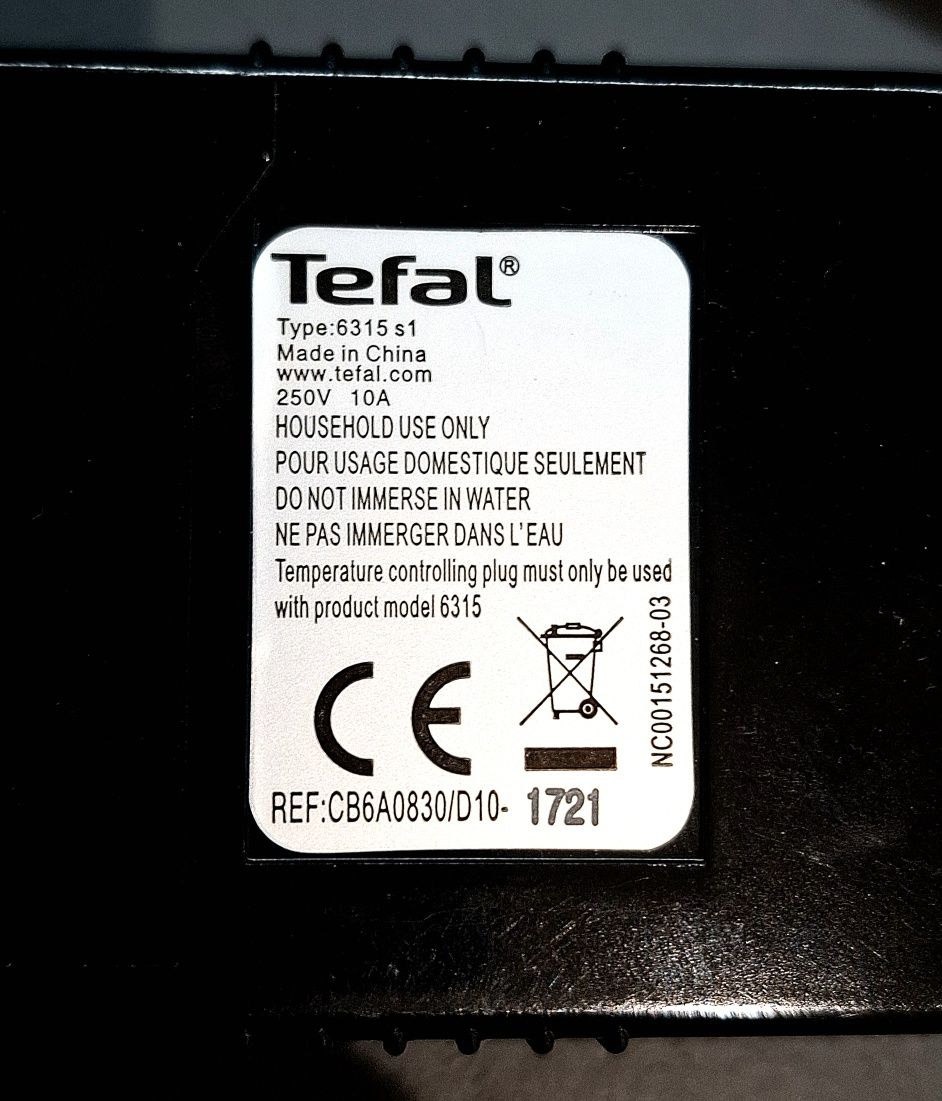 Tefal®
Type:6315 s1
Made in China
www.tefal.com
250V 10A
HOUSEHOLD USE ONLY
POUR USAGE DOMESTIQUE SEULEMENT
DO NOT IMMERSE IN WATER
NE PAS IMMERGER DANS L'EAU
Temperature controlling plug must only be used
with product model 6315
CE
NC00151268-03
REF:CB6A0830/D10- 1721